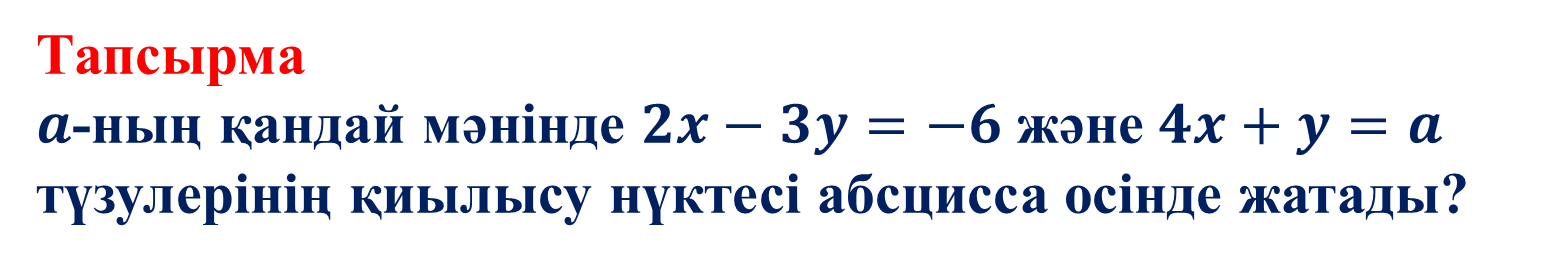 Тапсырма
a-ның қандай мәнінде 2x − 3y = −6 және 4x + y = a
түзулерінің қиылысу нүктесі абсцисса осінде жатады?